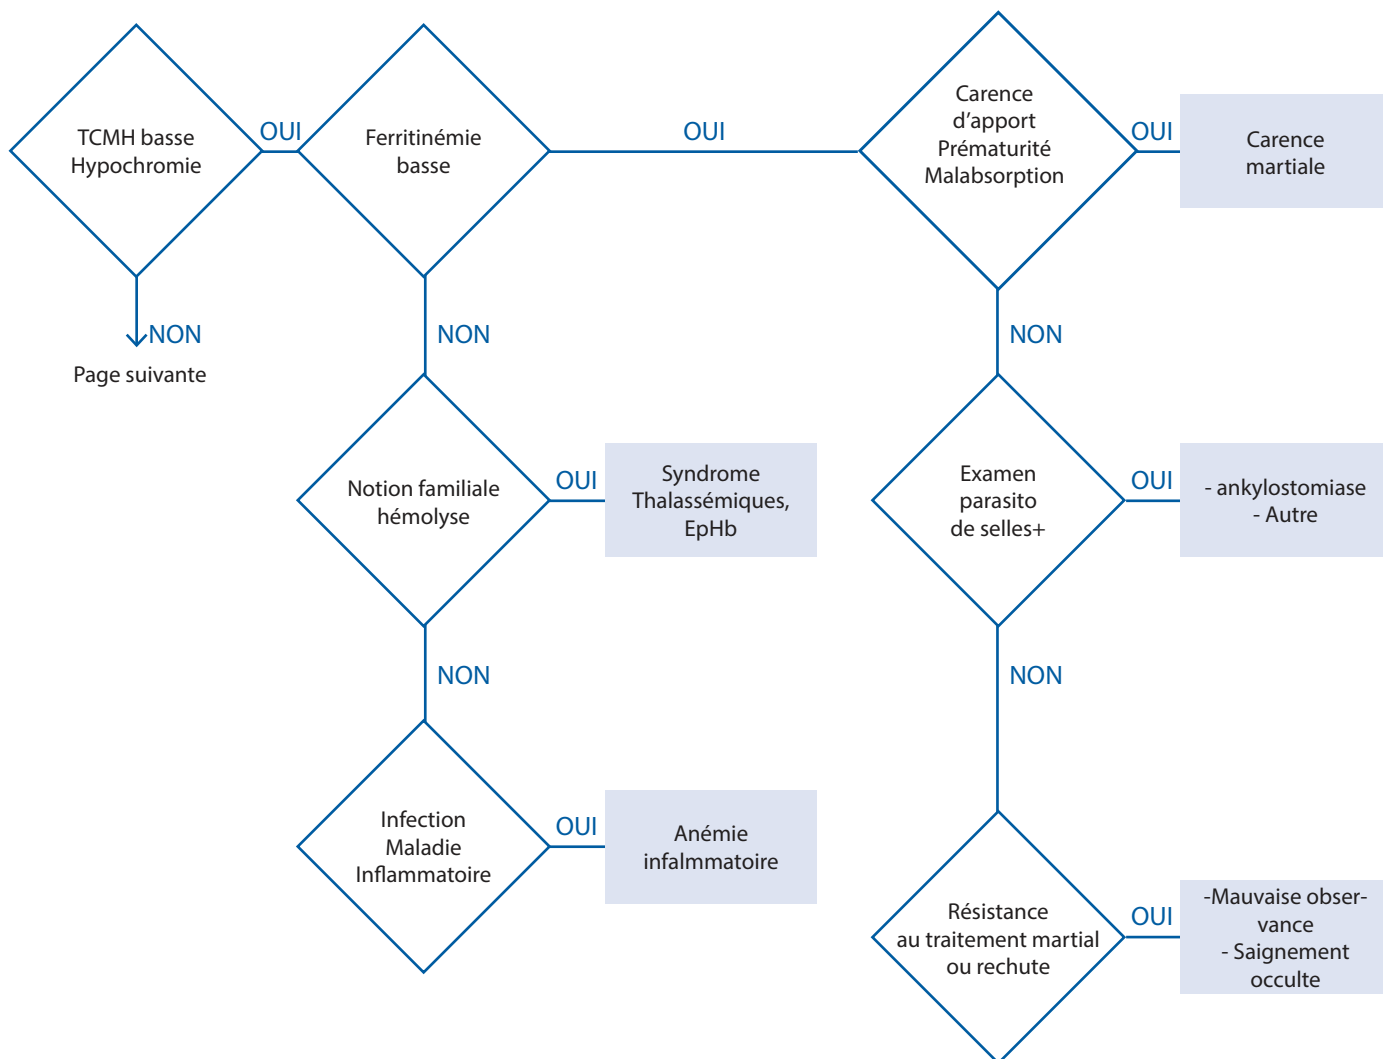 TCMH basse
Hypochromie
OUI
Ferritinémie
basse
OUI
Carence
d'apport
Prématurité
Malabsorption
OUI
Carence
martiale
NON
Page suivante
NON
NON
Notion familiale
hémolyse
OUI
Syndrome
Thalassémiques,
EpHb
Examen
parasito
de selles+
OUI
- ankylostomiase
- Autre
NON
NON
Infection
Maladie
Inflammatoire
OUI
Anémie
infalmmatoire
Résistance
au traitement martial
ou rechute
OUI
-Mauvaise obser-
vance
- Saignement
occulte